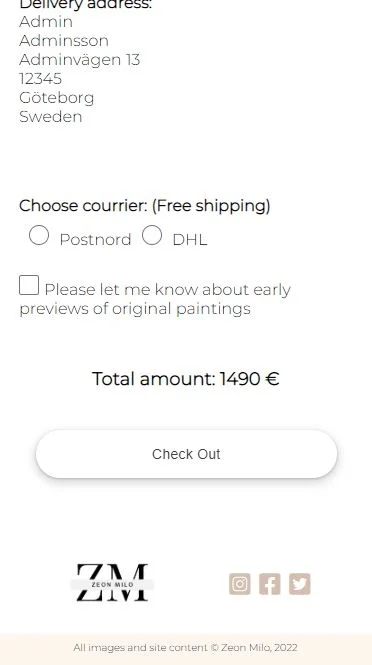 Delivery address:
Admin
Adminsson
Adminvägen 13
12345
Göteborg
Sweden
Choose courrier: (Free shipping)
Postnord DHL
Please let me know about early
previews of original paintings
Total amount: 1490 €
Check Out
ZM
ZEON MILO
All images and site content © Zeon Milo, 2022